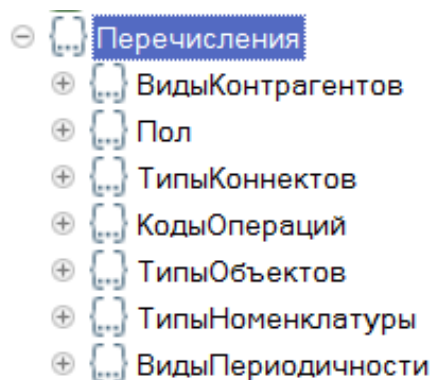 Перечисления
ВидыКонтрагентов
Пол
ТипыКоннектов
КодыОпераций
ТипыОбъектов
ТипыНоменклатуры
ВидыПериодичности